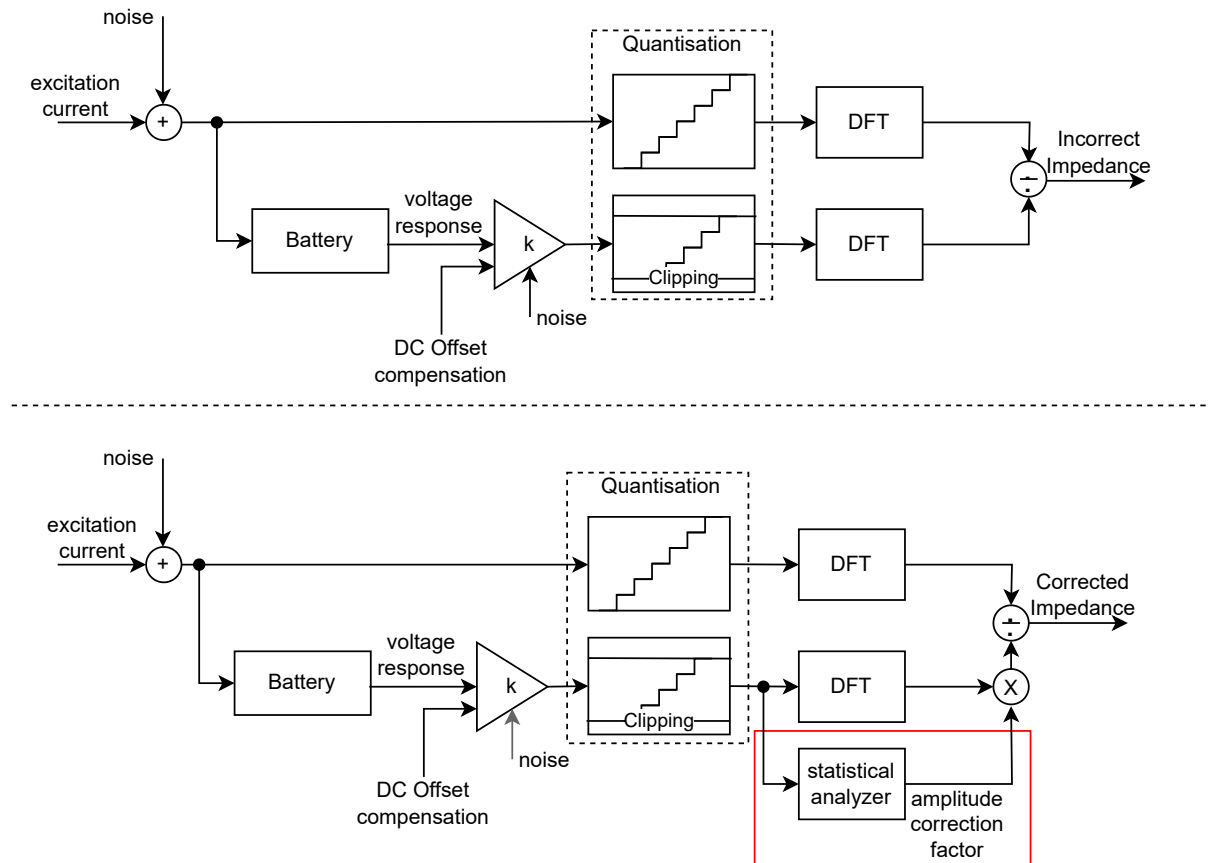 noise
excitation
current
+
Quantisation
DFT
Incorrect
Impedance
÷
Battery
voltage
response
k
Clipping
DFT
noise
DC Offset
compensation
noise
excitation
current
+
Quantisation
DFT
Corrected
Impedance
÷
Battery
voltage
response
k
Clipping
DFT
X
noise
DC Offset
compensation
statistical
analyzer
amplitude
correction
factor